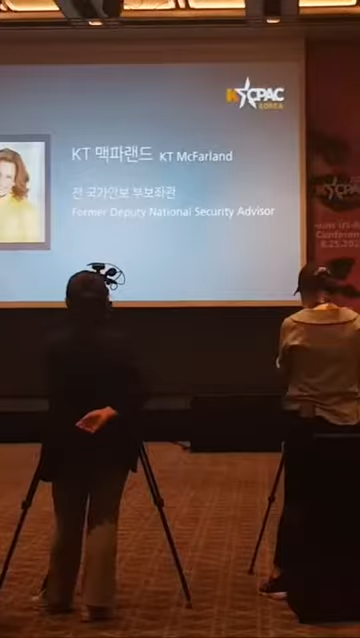 KCPAC
KOREA
KT 맥파랜드 KT McFarland
전 국가안보 부보좌관
Former Deputy National Security Advisor
KCPAC